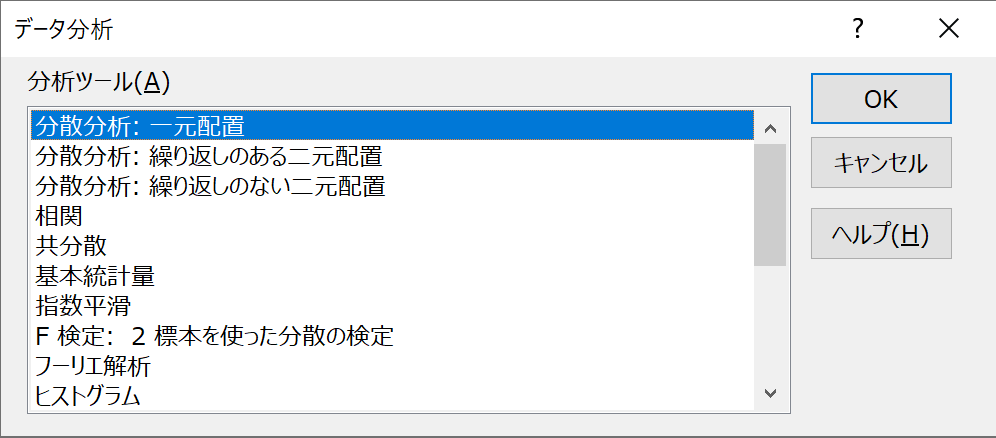 データ分析
?
分析ツール(A)
分散分析: 一元配置
分散分析: 繰り返しのある二元配置
分散分析: 繰り返しのない二元配置
相関
共分散
基本統計量
指数平滑
F 検定: 2 標本を使った分散の検定
フーリエ解析
ヒストグラム
OK
キャンセル
ヘルプ(H)